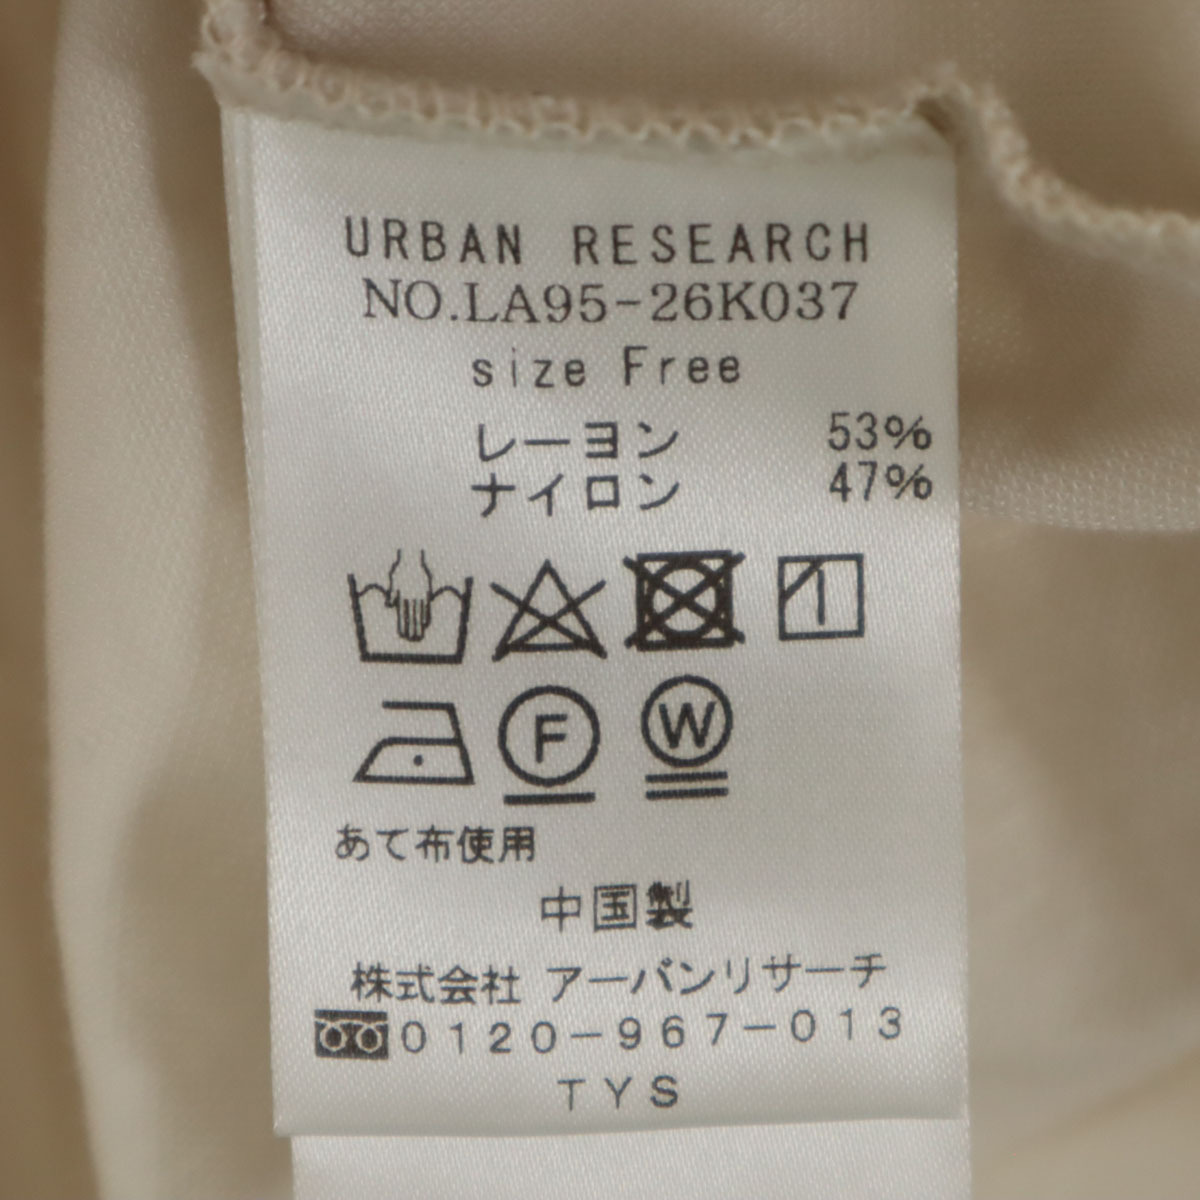 URBAN RESEARCH
NO.LA95-26K037
size Free
レーヨン 53%
ナイロン 47%
F W
あて布使用
中国製
株式会社 アーバンリサーチ
0120-967-013
TYS